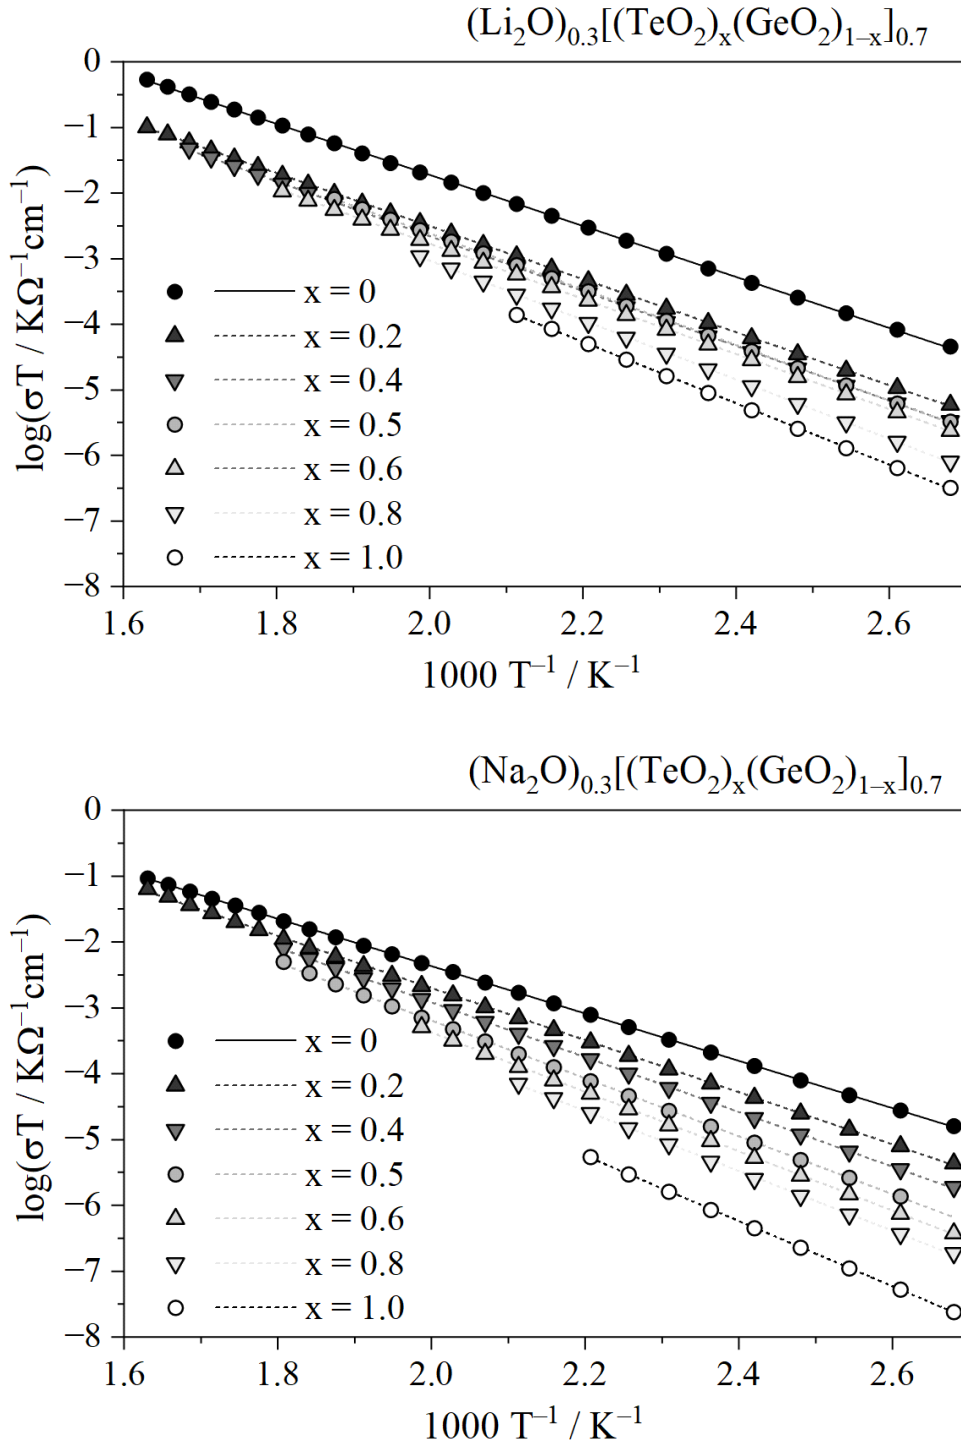 (Li₂O)₀.₃[(TeO₂)ₓ(GeO₂)₁₋ₓ]₀.₇
0
−1
−2
−3
−4
−5
−6
−7
−8
log(σT / KΩ⁻¹cm⁻¹)
x = 0
x = 0.2
x = 0.4
x = 0.5
x = 0.6
x = 0.8
x = 1.0
1.6 1.8 2.0 2.2 2.4 2.6
1000 T⁻¹ / K⁻¹
(Na₂O)₀.₃[(TeO₂)ₓ(GeO₂)₁₋ₓ]₀.₇
0
−1
−2
−3
−4
−5
−6
−7
−8
log(σT / KΩ⁻¹cm⁻¹)
x = 0
x = 0.2
x = 0.4
x = 0.5
x = 0.6
x = 0.8
x = 1.0
1.6 1.8 2.0 2.2 2.4 2.6
1000 T⁻¹ / K⁻¹